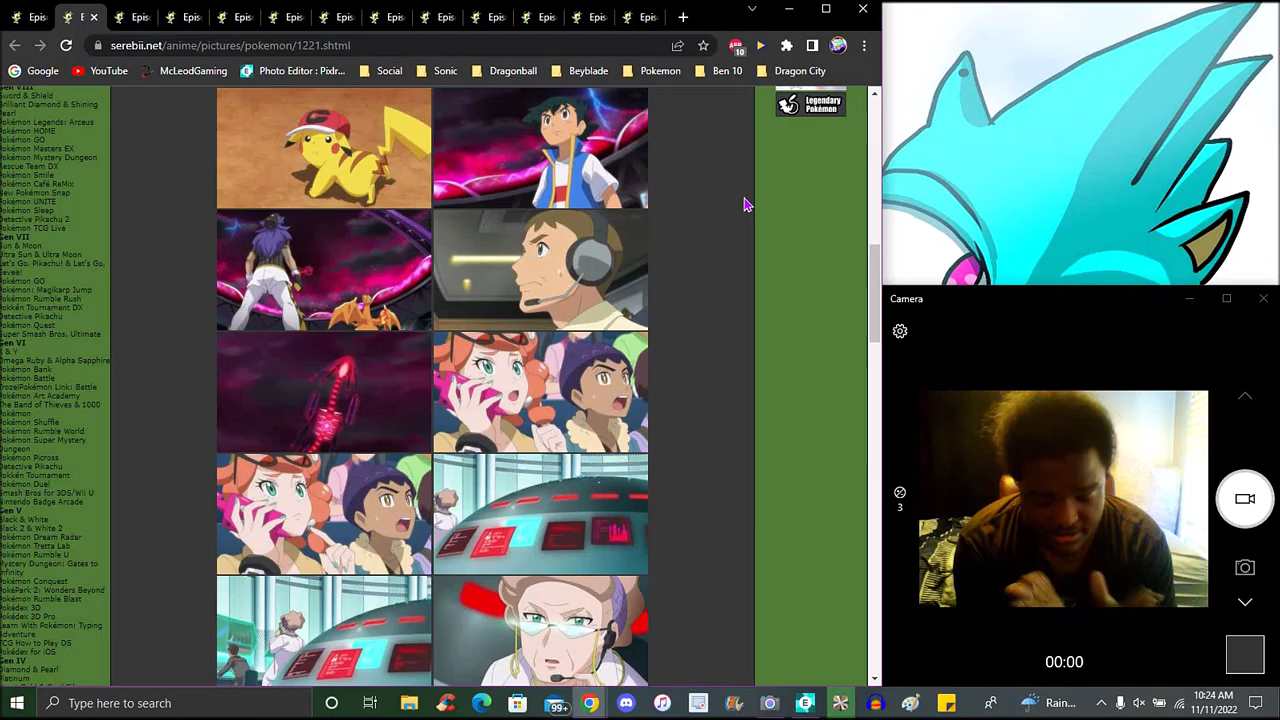 Epis
E
Epis
Epis
Epis
Epis
Epis
Epis
Epis
Epis
Epis
Epis
Epis
serebii.net/anime/pictures/pokemon/1221.shtml
10
Google
YouTube
McLeodGaming
Photo Editor : Pixlr...
Social
Sonic
Dragonball
Beyblade
Pokemon
Ben 10
Dragon City
Gen VIII
Sword & Shield
Brilliant Diamond & Shining
Pearl
Pokémon Legends: Arceus
Pokémon HOME
Pokémon GO
Pokémon Masters EX
Pokémon Mystery Dungeon
Rescue Team DX
Pokémon Smile
Pokémon Café ReMix
New Pokémon Snap
Pokémon UNITE
Pokémon Sleep
Detective Pikachu 2
Pokémon TCG Live
Gen VII
Sun & Moon
Ultra Sun & Ultra Moon
Let's Go, Pikachu! & Let's Go,
Eevee!
Pokémon GO
Pokémon: Magikarp Jump
Pokémon Rumble Rush
Pokkén Tournament DX
Detective Pikachu
Pokémon Quest
Super Smash Bros. Ultimate
Gen VI
X & Y
Omega Ruby & Alpha Sapphire
Pokémon Bank
Pokémon Battle
TrozeiPokémon Link: Battle
Pokémon Art Academy
The Band of Thieves & 1000
Pokémon
Pokémon Shuffle
Pokémon Rumble World
Pokémon Super Mystery
Dungeon
Pokémon Picross
Detective Pikachu
Pokkén Tournament
Pokémon Duel
Smash Bros for 3DS/Wii U
Nintendo Badge Arcade
Gen V
Black & White
Black 2 & White 2
Pokémon Dream Radar
Pokémon Tretta Lab
Pokémon Rumble U
Mystery Dungeon: Gates to
Infinity
Pokémon Conquest
PokéPark 2: Wonders Beyond
Pokémon Rumble Blast
Pokédex 3D
Pokédex 3D Pro
Learn With Pokémon: Typing
Adventure
TCG How to Play DS
Pokédex for iOS
Gen IV
Diamond & Pearl
Platinum
Legendary
Pokémon
Camera
3
00:00
Type here to search
99+
Rain...
10:24 AM
11/11/2022